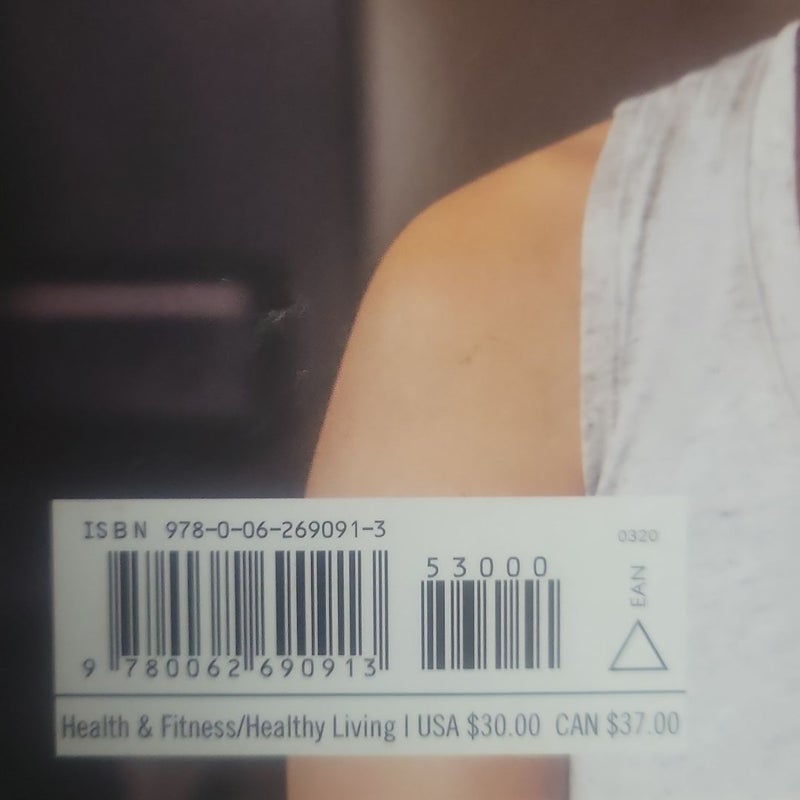 ISBN 978-0-06-269091-3
53000
0320
EAN
9 780062 690913
Health & Fitness/Healthy Living | USA $30.00 CAN $37.00